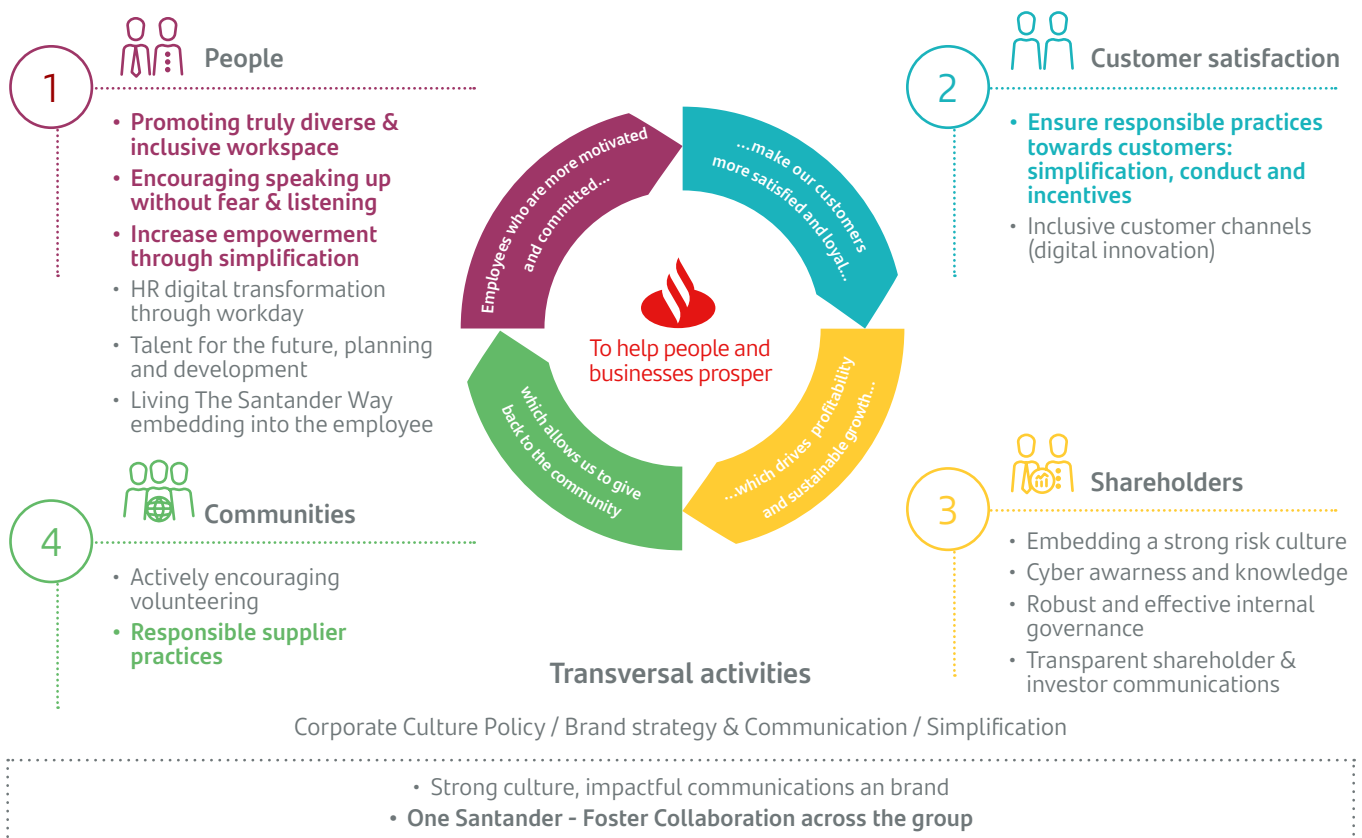 1
People
• Promoting truly diverse &
inclusive workspace
• Encouraging speaking up
without fear & listening
• Increase empowerment
through simplification
• HR digital transformation
through workday
• Talent for the future, planning
and development
• Living The Santander Way
embedding into the employee
Employees who are more motivated
and committed...
...make our customers
more satisfied and loyal...
...which drives profitability
and sustainable growth...
which allows us to give
back to the community
To help people and
businesses prosper
2
Customer satisfaction
• Ensure responsible practices
towards customers:
simplification, conduct and
incentives
• Inclusive customer channels
(digital innovation)
3
Shareholders
• Embedding a strong risk culture
• Cyber awarness and knowledge
• Robust and effective internal
governance
• Transparent shareholder &
investor communications
4
Communities
• Actively encouraging
volunteering
• Responsible supplier
practices
Transversal activities
Corporate Culture Policy / Brand strategy & Communication / Simplification
• Strong culture, impactful communications an brand
• One Santander - Foster Collaboration across the group